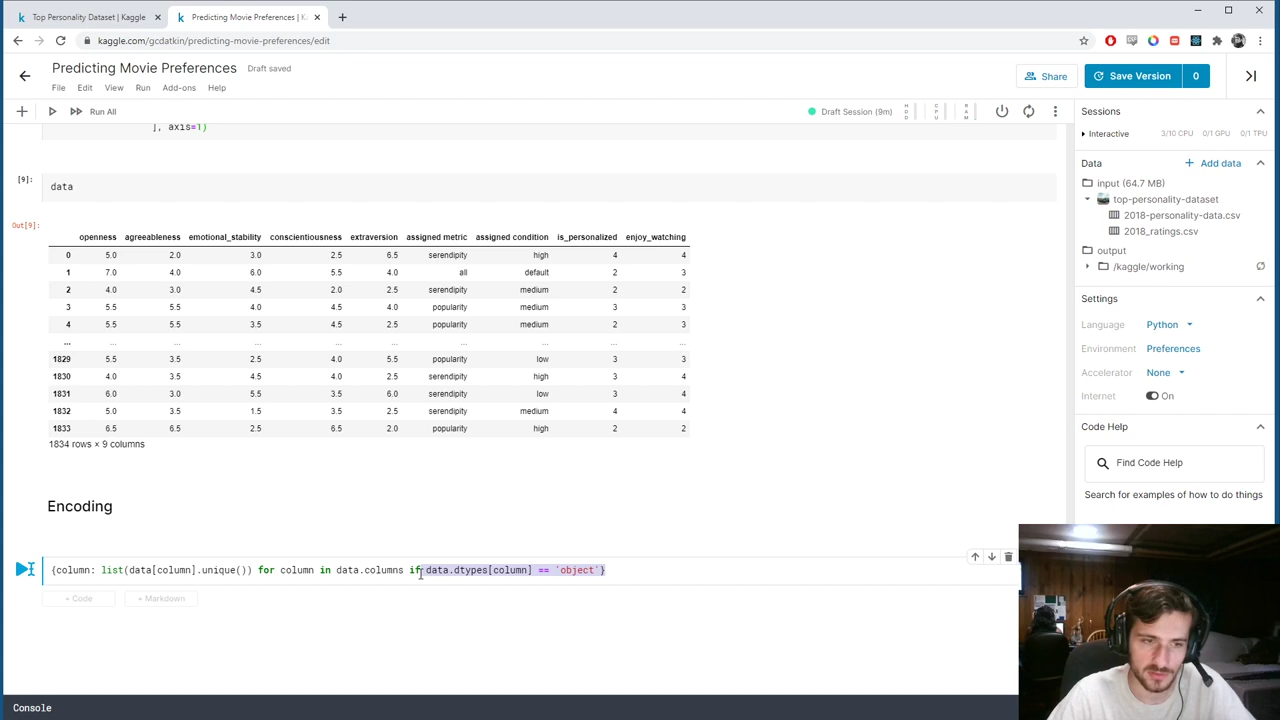 Top Personality Dataset | Kaggle
Predicting Movie Preferences | K
kaggle.com/gcdatkin/predicting-movie-preferences/edit
Predicting Movie Preferences
Draft saved
File Edit View Run Add-ons Help
Share
Save Version 0
Run All
Draft Session (9m)
HDD CPU RAM
], axis=1)
[9]:
data
Out[9]:
openness agreeableness emotional_stability conscientiousness extraversion assigned metric assigned condition is_personalized enjoy_watching
0 5.0 2.0 3.0 2.5 6.5 serendipity high 4 4
1 7.0 4.0 6.0 5.5 4.0 all default 2 3
2 4.0 3.0 4.5 2.0 2.5 serendipity medium 2 2
3 5.5 5.5 4.0 4.5 4.0 popularity medium 3 3
4 5.5 5.5 3.5 4.5 2.5 popularity medium 2 3
... ... ... ... ... ... ... ... ... ...
1829 5.5 3.5 2.5 4.0 5.5 popularity low 3 3
1830 4.0 3.5 4.5 4.5 2.5 serendipity high 3 4
1831 6.0 3.0 5.5 3.5 6.0 serendipity low 3 4
1832 5.0 3.5 1.5 3.5 2.5 serendipity medium 4 4
1833 6.5 6.5 2.5 6.5 2.0 popularity high 2 2
1834 rows × 9 columns
Encoding
{column: list(data[column].unique()) for column in data.columns if data.dtypes[column] == 'object'}
+ Code
+ Markdown
Console
Sessions
Interactive
3/10 CPU 0/1 GPU 0/1 TPU
Data
+ Add data
input (64.7 MB)
top-personality-dataset
2018-personality-data.csv
2018_ratings.csv
output
/kaggle/working
Settings
Language Python
Environment Preferences
Accelerator None
Internet On
Code Help
Find Code Help
Search for examples of how to do things